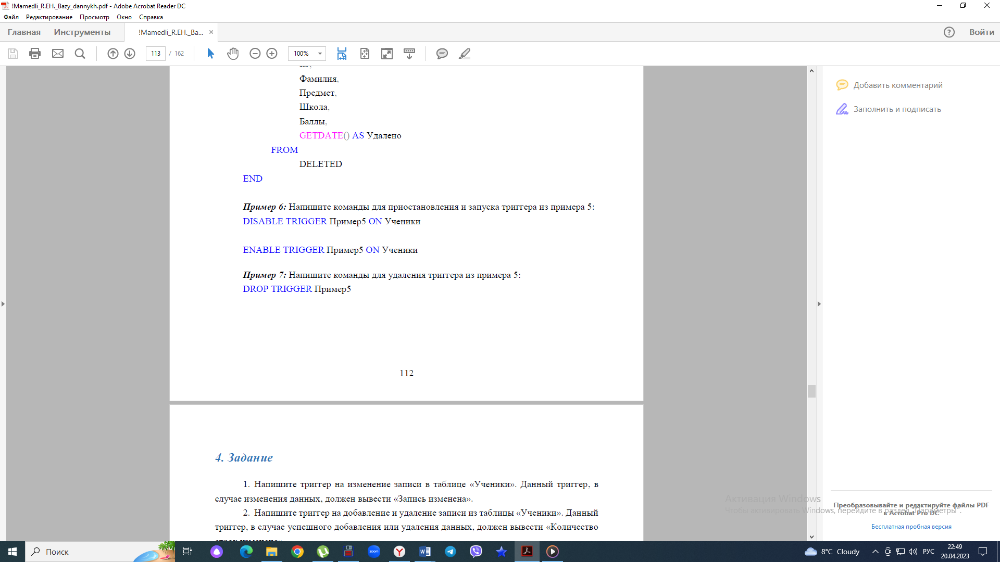 !Mamedli_R.EH._Bazy_dannykh.pdf - Adobe Acrobat Reader DC
Файл Редактирование Просмотр Окно Справка
Главная Инструменты !Mamedli_R.EH._Ba... Войти
113 / 162 100%
ID,
Фамилия,
Предмет,
Школа,
Баллы,
GETDATE() AS Удалено
FROM
DELETED
END
Пример 6: Напишите команды для приостановления и запуска триггера из примера 5:
DISABLE TRIGGER Пример5 ON Ученики
ENABLE TRIGGER Пример5 ON Ученики
Пример 7: Напишите команды для удаления триггера из примера 5:
DROP TRIGGER Пример5
112
4. Задание
1. Напишите триггер на изменение записи в таблице «Ученики». Данный триггер, в
случае изменения данных, должен вывести «Запись изменена».
2. Напишите триггер на добавление и удаление записи из таблицы «Ученики». Данный
триггер, в случае успешного добавления или удаления данных, должен вывести «Количество
строк изменено»
Добавить комментарий
Заполнить и подписать
Активация Windows
Чтобы активировать Windows, перейдите в раздел "Параметры".
Преобразовывайте и редактируйте файлы PDF
в Acrobat Pro DC
Бесплатная пробная версия
Поиск
zoom
8°C Cloudy
РУС
22:49
20.04.2023